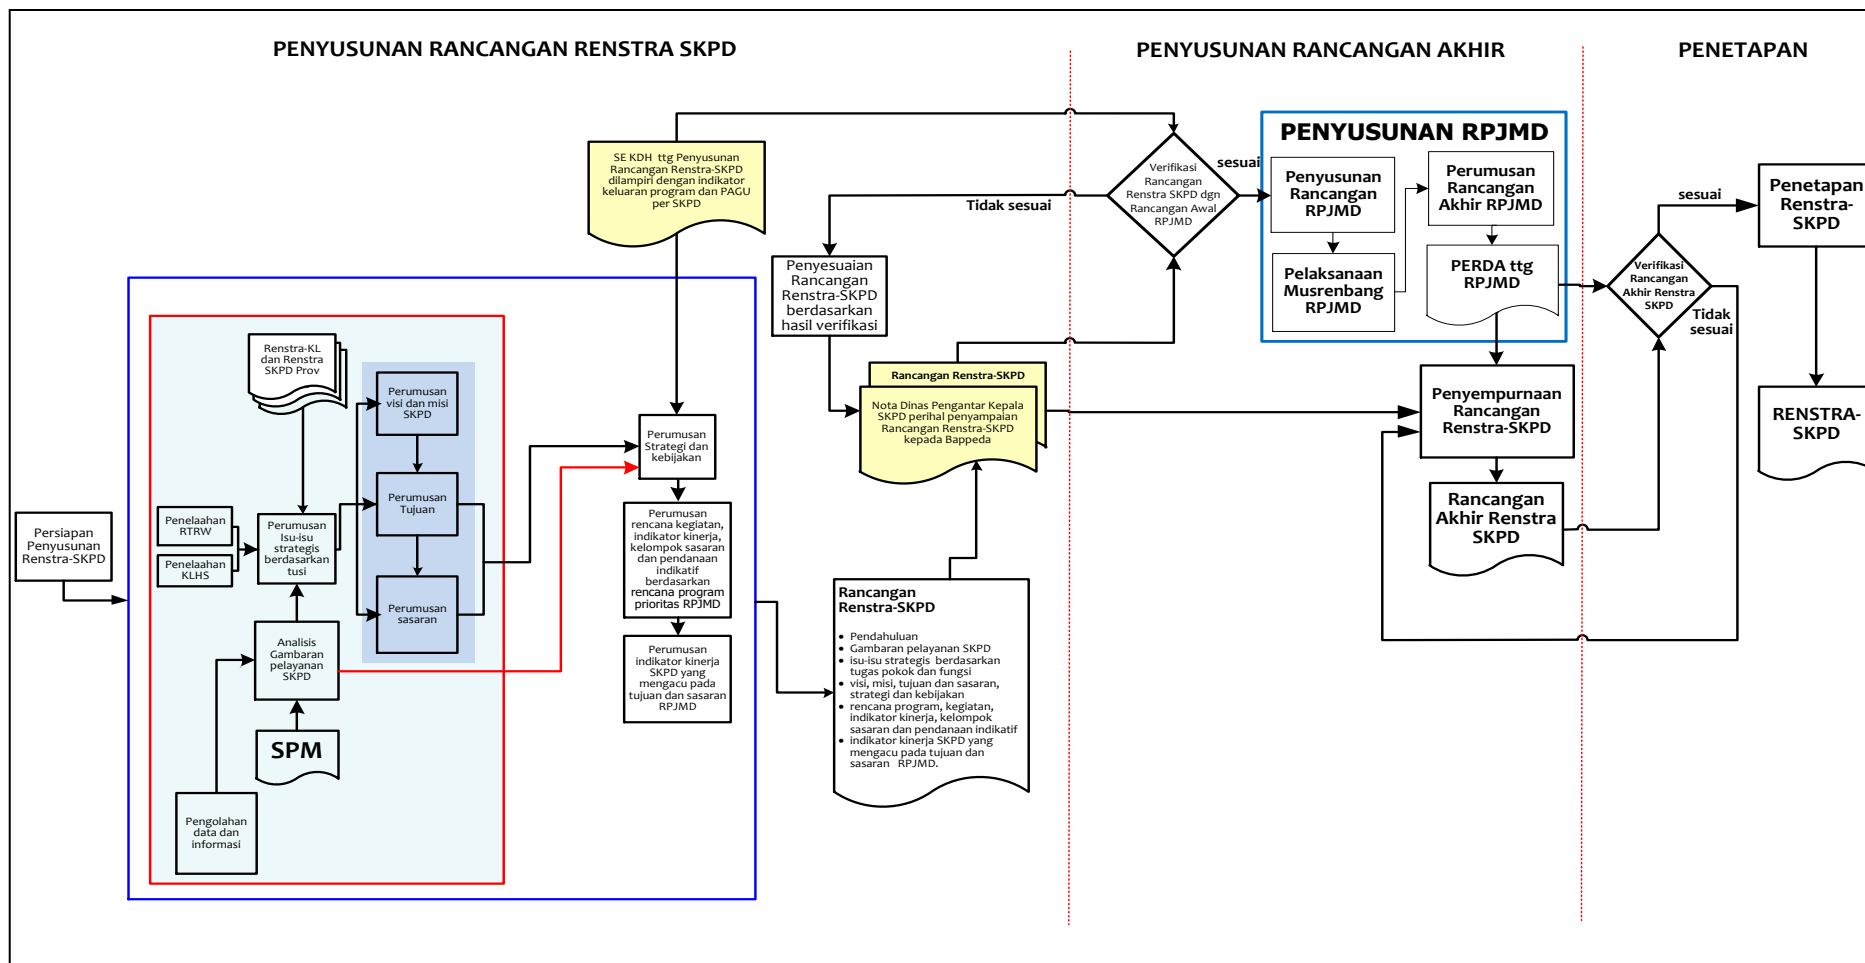 PENYUSUNAN RANCANGAN RENSTRA SKPD
PENYUSUNAN RANCANGAN AKHIR
PENETAPAN
SE KDH ttg Penyusunan
Rancangan Renstra-SKPD
dilampiri dengan indikator
keluaran program dan PAGU
per SKPD
Verifikasi
Rancangan
Renstra SKPD dgn
Rancangan Awal
RPJMD
sesuai
Tidak sesuai
PENYUSUNAN RPJMD
Penyusunan
Rancangan
RPJMD
Perumusan
Rancangan
Akhir RPJMD
Pelaksanaan
Musrenbang
RPJMD
PERDA ttg
RPJMD
sesuai
Penetapan
Renstra-
SKPD
Verifikasi
Rancangan
Akhir Renstra
SKPD
Tidak
sesuai
Penyesuaian
Rancangan
Renstra-SKPD
berdasarkan
hasil verifikasi
Renstra-KL
dan Renstra
SKPD Prov
Perumusan
visi dan misi
SKPD
Perumusan
Strategi dan
kebijakan
Rancangan Renstra-SKPD
Nota Dinas Pengantar Kepala
SKPD perihal penyampaian
Rancangan Renstra-SKPD
kepada Bappeda
Penyempurnaan
Rancangan
Renstra-SKPD
RENSTRA-
SKPD
Persiapan
Penyusunan
Renstra-SKPD
Penelaahan
RTRW
Penelaahan
KLHS
Perumusan
Isu-isu
strategis
berdasarkan
tusi
Perumusan
Tujuan
Perumusan
rencana kegiatan,
indikator kinerja,
kelompok sasaran
dan pendanaan
indikatif
berdasarkan
rencana program
prioritas RPJMD
Rancangan
Akhir Renstra
SKPD
Perumusan
sasaran
Analisis
Gambaran
pelayanan
SKPD
Perumusan
indikator kinerja
SKPD yang
mengacu pada
tujuan dan sasaran
RPJMD
Rancangan
Renstra-SKPD
• Pendahuluan
• Gambaran pelayanan SKPD
• isu-isu strategis berdasarkan
tugas pokok dan fungsi
• visi, misi, tujuan dan sasaran,
strategi dan kebijakan
• rencana program, kegiatan,
indikator kinerja, kelompok
sasaran dan pendanaan indikatif
• indikator kinerja SKPD yang
mengacu pada tujuan dan
sasaran RPJMD.
SPM
Pengolahan
data dan
informasi